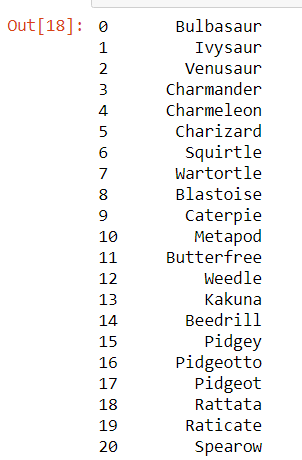 Out[18]: 0 Bulbasaur
1 Ivysaur
2 Venusaur
3 Charmander
4 Charmeleon
5 Charizard
6 Squirtle
7 Wartortle
8 Blastoise
9 Caterpie
10 Metapod
11 Butterfree
12 Weedle
13 Kakuna
14 Beedrill
15 Pidgey
16 Pidgeotto
17 Pidgeot
18 Rattata
19 Raticate
20 Spearow